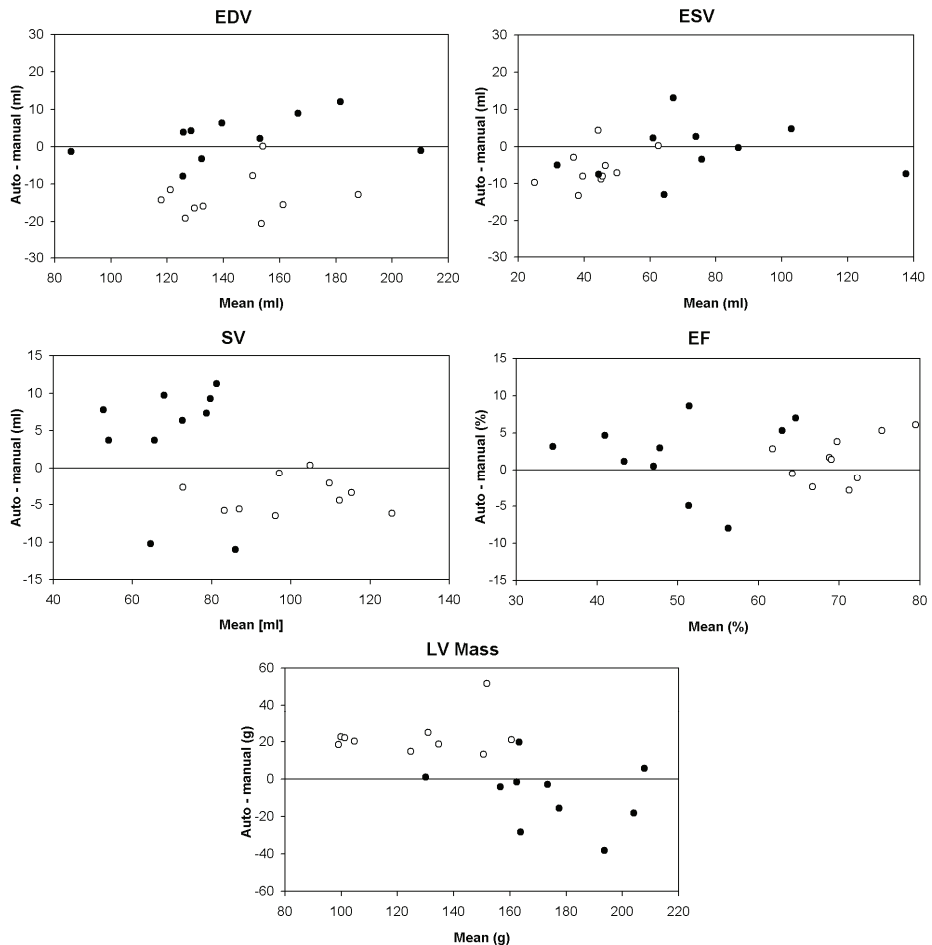 EDV
Auto - manual (ml)
30
20
10
0
-10
-20
-30
80 100 120 140 160 180 200 220
Mean (ml)
ESV
Auto - manual (ml)
30
20
10
0
-10
-20
-30
20 40 60 80 100 120 140
Mean (ml)
SV
Auto - manual (ml)
15
10
5
0
-5
-10
-15
40 60 80 100 120 140
Mean [ml]
EF
Auto - manual (%)
15
10
5
0
-5
-10
-15
30 40 50 60 70 80
Mean (%)
LV Mass
Auto - manual (g)
60
40
20
0
-20
-40
-60
80 100 120 140 160 180 200 220
Mean (g)